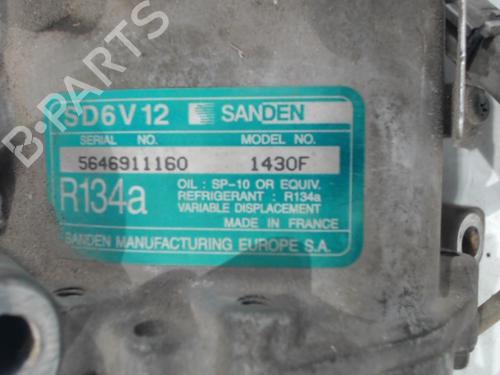 B-PARTS
SD6V12 SANDEN
SERIAL NO. MODEL NO.
5646911160 1430F
R134a
OIL : SP-10 OR EQUIV.
REFRIGERANT : R134a
VARIABLE DISPLACEMENT
MADE IN FRANCE
SANDEN MANUFACTURING EUROPE S.A.